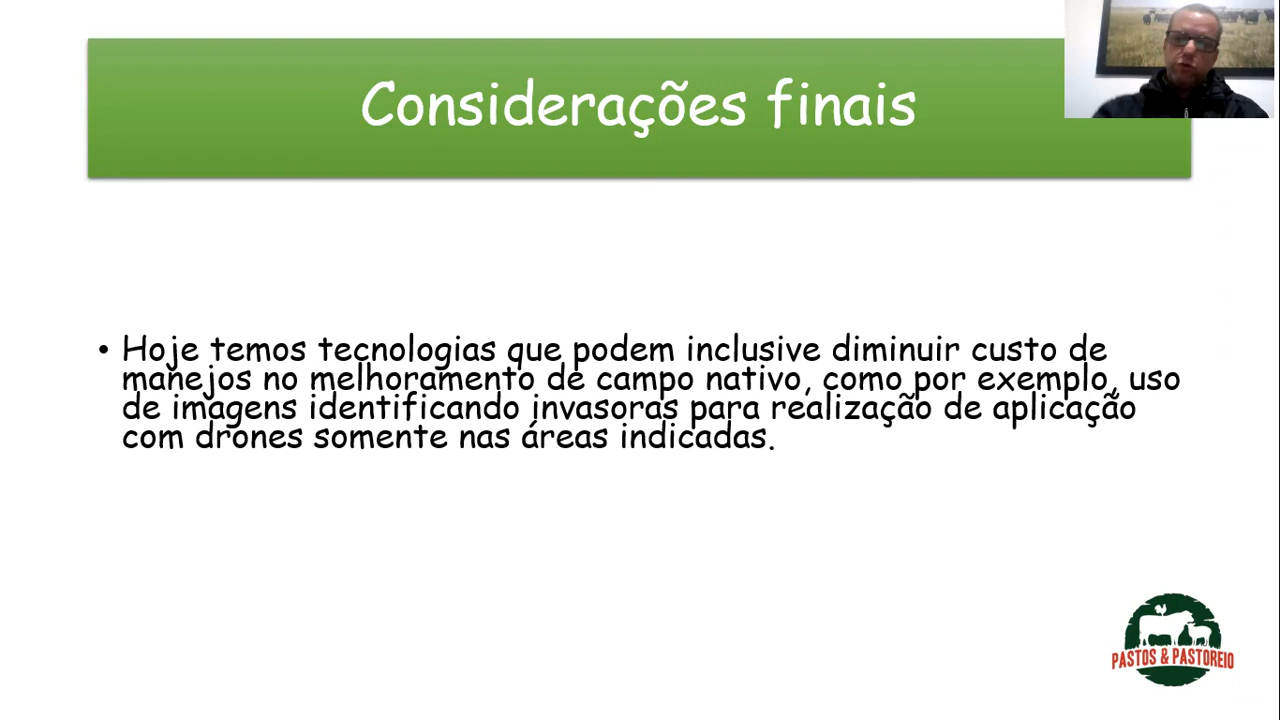 Considerações finais
• Hoje temos tecnologias que podem inclusive diminuir custo de
manejos no melhoramento de campo nativo, como por exemplo, uso
de imagens identificando invasoras para realização de aplicação
com drones somente nas áreas indicadas.
PASTOS & PASTOREIO